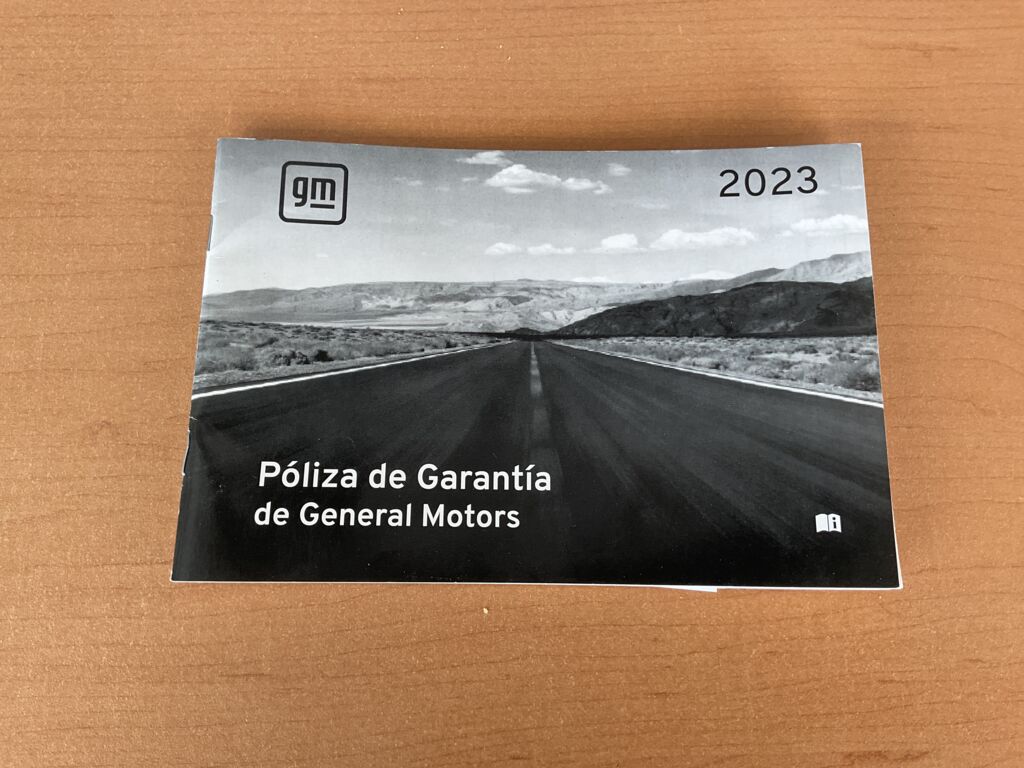 gm
2023
Póliza de Garantía
de General Motors
i